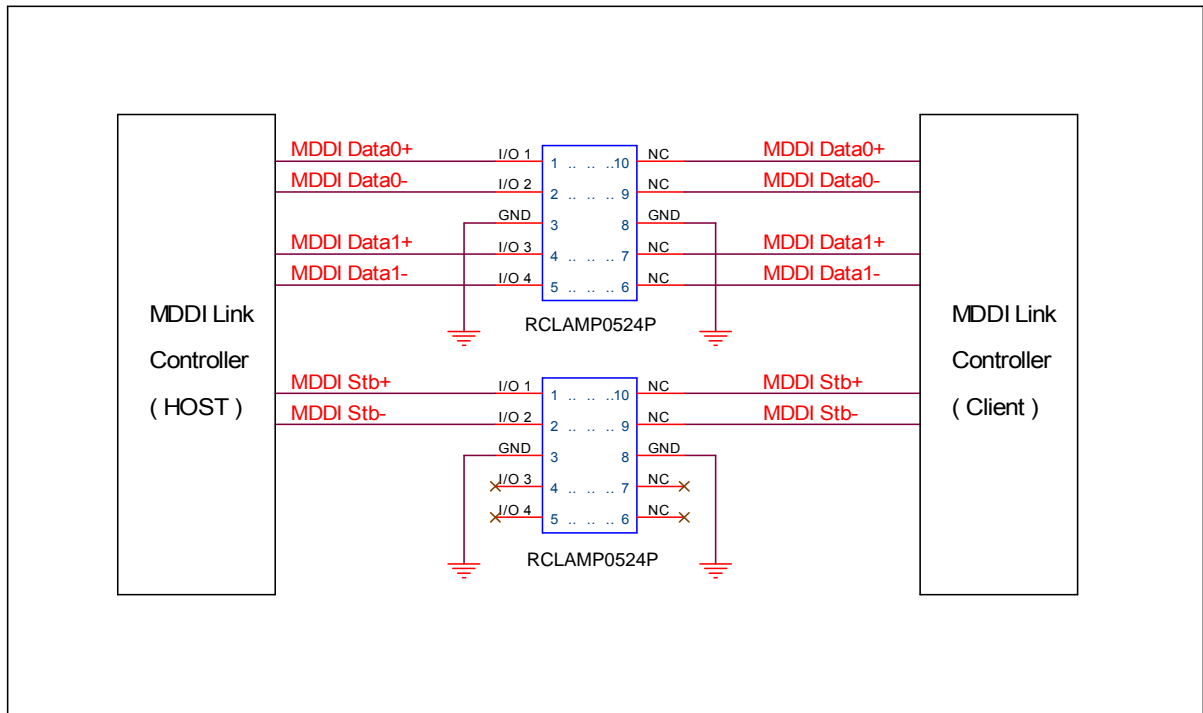 MDDI Data0+ I/O 1 1 .. .. ..10 NC MDDI Data0+
MDDI Data0- I/O 2 2 .. .. .. 9 NC MDDI Data0-
GND 3 8 GND
MDDI Data1+ I/O 3 4 .. .. .. 7 NC MDDI Data1+
MDDI Data1- I/O 4 5 .. .. .. 6 NC MDDI Data1-
RCLAMP0524P
MDDI Link
Controller
( HOST )
MDDI Link
Controller
( Client )
MDDI Stb+ I/O 1 1 .. .. ..10 NC MDDI Stb+
MDDI Stb- I/O 2 2 .. .. .. 9 NC MDDI Stb-
GND 3 8 GND
I/O 3 4 .. .. .. 7 NC
I/O 4 5 .. .. .. 6 NC
RCLAMP0524P